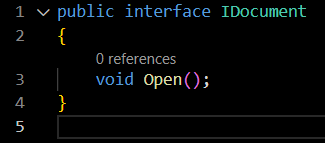 1 public interface IDocument
2 {
0 references
3 void Open();
4 }
5